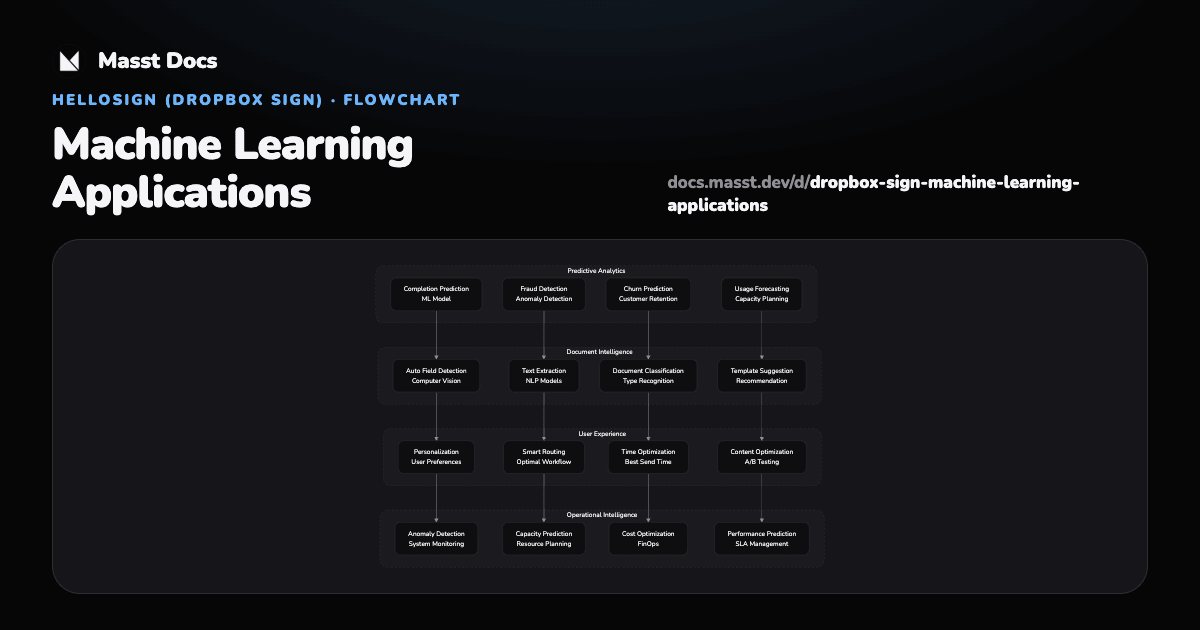 Masst Docs
HELLOSIGN (DROPBOX SIGN) · FLOWCHART
Machine Learning
Applications
docs.masst.dev/d/dropbox-sign-machine-learning-
applications
Predictive Analytics
Completion Prediction
ML Model
Fraud Detection
Anomaly Detection
Churn Prediction
Customer Retention
Usage Forecasting
Capacity Planning
Document Intelligence
Auto Field Detection
Computer Vision
Text Extraction
NLP Models
Document Classification
Type Recognition
Template Suggestion
Recommendation
User Experience
Personalization
User Preferences
Smart Routing
Optimal Workflow
Time Optimization
Best Send Time
Content Optimization
A/B Testing
Operational Intelligence
Anomaly Detection
System Monitoring
Capacity Prediction
Resource Planning
Cost Optimization
FinOps
Performance Prediction
SLA Management